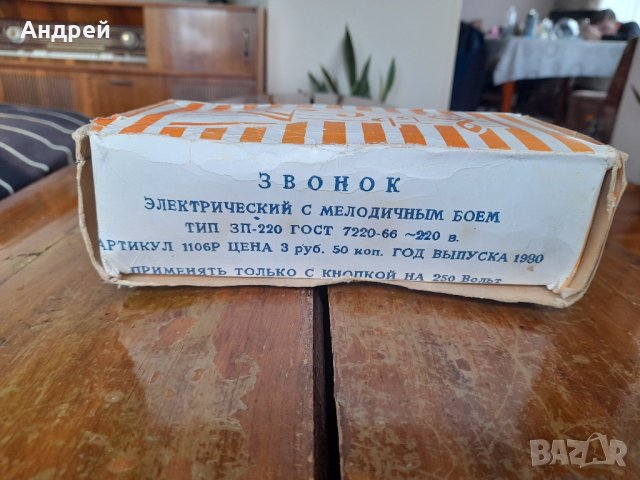 Андрей
ЗВОНОК
ЭЛЕКТРИЧЕСКИЙ С МЕЛОДИЧНЫМ БОЕМ
ТИП ЗП-220 ГОСТ 7220-66 ~220 в.
АРТИКУЛ 1106Р ЦЕНА 3 руб. 50 коп. ГОД ВЫПУСКА 1980
ПРИМЕНЯТЬ ТОЛЬКО С КНОПКОЙ НА 250 Вольт
BAZAR